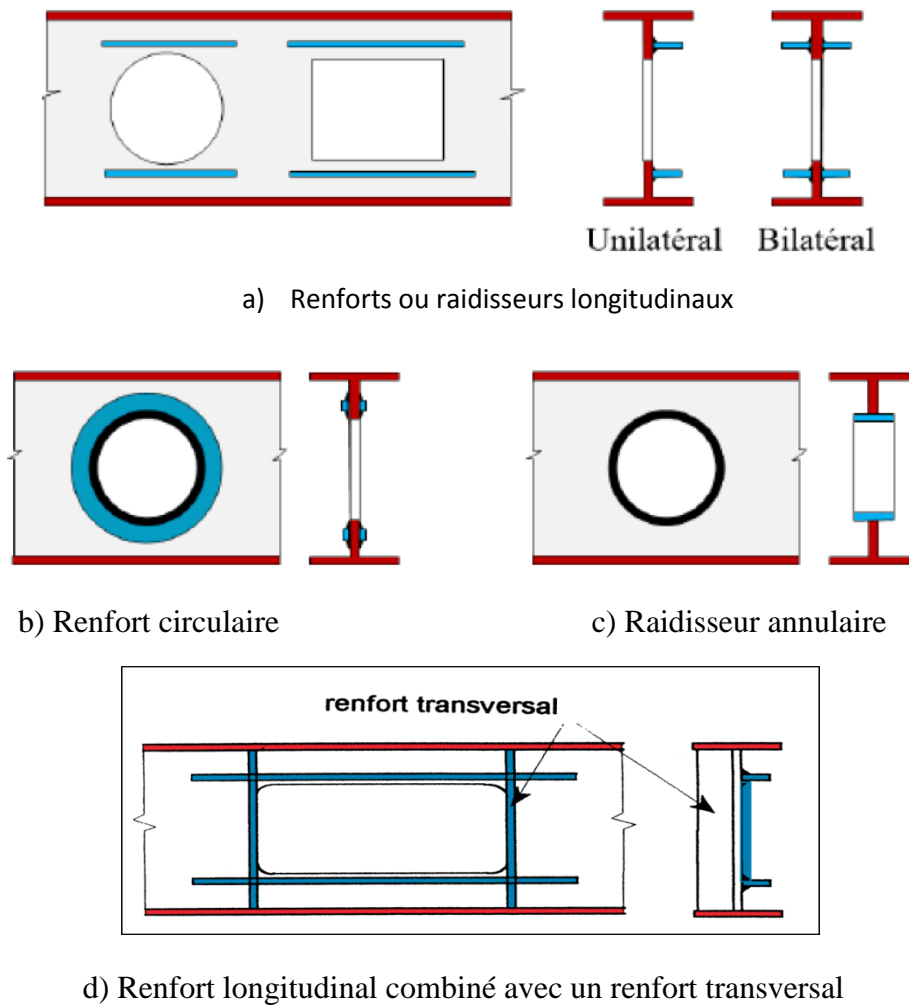 Unilatéral Bilatéral
a) Renforts ou raidisseurs longitudinaux
b) Renfort circulaire c) Raidisseur annulaire
renfort transversal
d) Renfort longitudinal combiné avec un renfort transversal